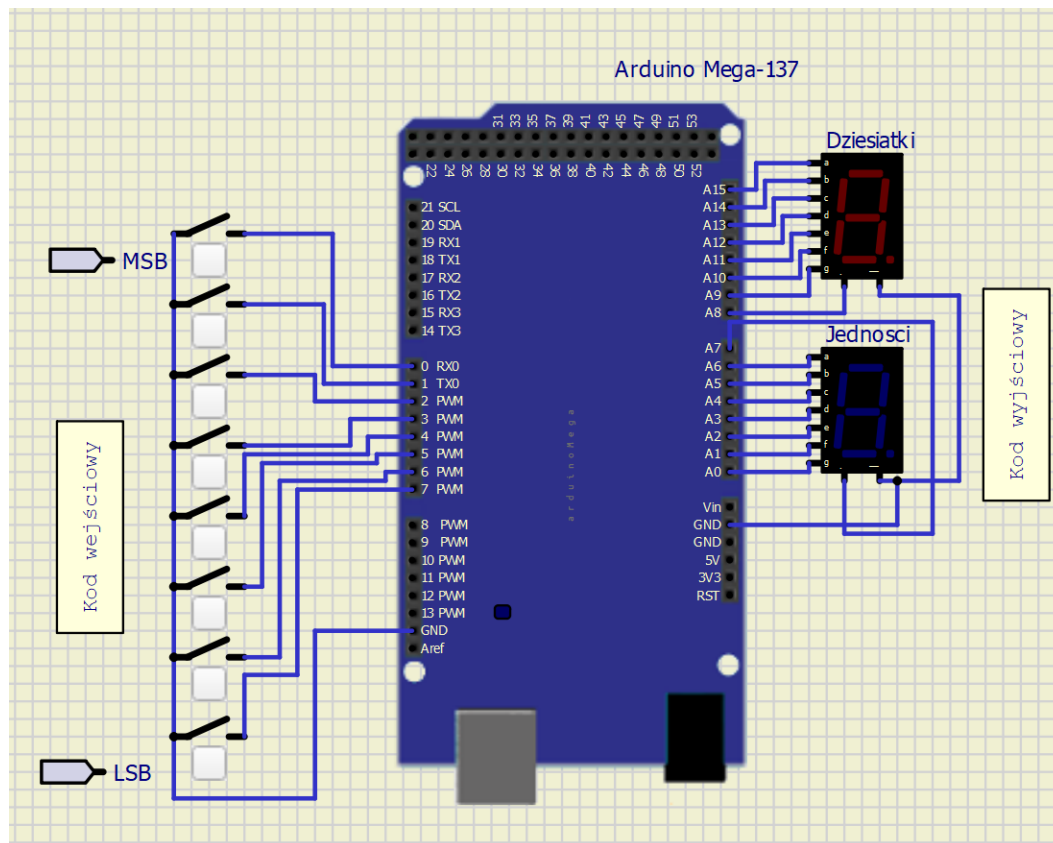 Arduino Mega-137
31 33 35 37 39 41 43 45 47 49 51 53
22 24 26 28 30 32 34 36 38 40 42 44 46 48 50 52
MSB
LSB
Kod wejściowy
21 SCL
20 SDA
19 RX1
18 TX1
17 RX2
16 TX2
15 RX3
14 TX3
0 RX0
1 TX0
2 PWM
3 PWM
4 PWM
5 PWM
6 PWM
7 PWM
8 PWM
9 PWM
10 PWM
11 PWM
12 PWM
13 PWM
GND
Aref
arduinoMega
A15
A14
A13
A12
A11
A10
A9
A8
A7
A6
A5
A4
A3
A2
A1
A0
Vin
GND
GND
5V
3V3
RST
Dziesiatki
a
b
c
d
e
f
g
Jednosci
a
b
c
d
e
f
g
Kod wyjściowy